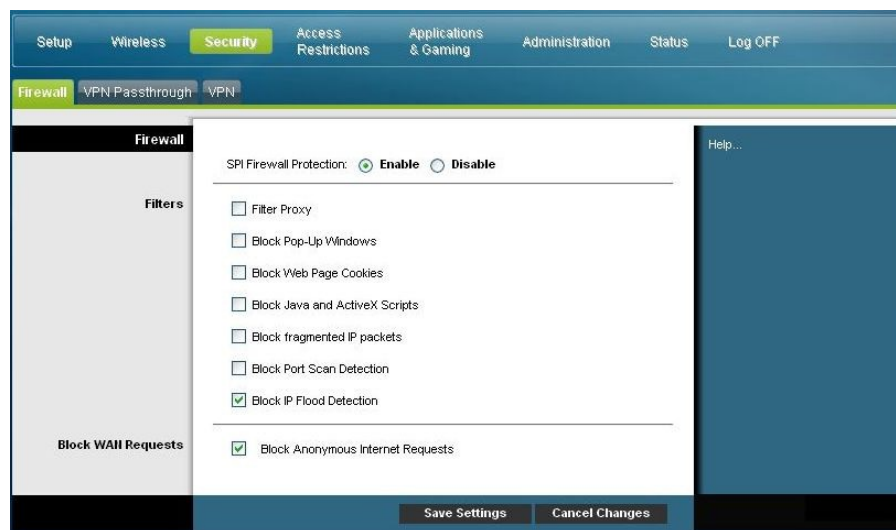 Setup Wireless Security Access Restrictions Applications & Gaming Administration Status Log OFF
Firewall VPN Passthrough VPN
Firewall
Help...
SPI Firewall Protection: Enable Disable
Filters
Filter Proxy
Block Pop-Up Windows
Block Web Page Cookies
Block Java and ActiveX Scripts
Block fragmented IP packets
Block Port Scan Detection
Block IP Flood Detection
Block WAN Requests
Block Anonymous Internet Requests
Save Settings Cancel Changes